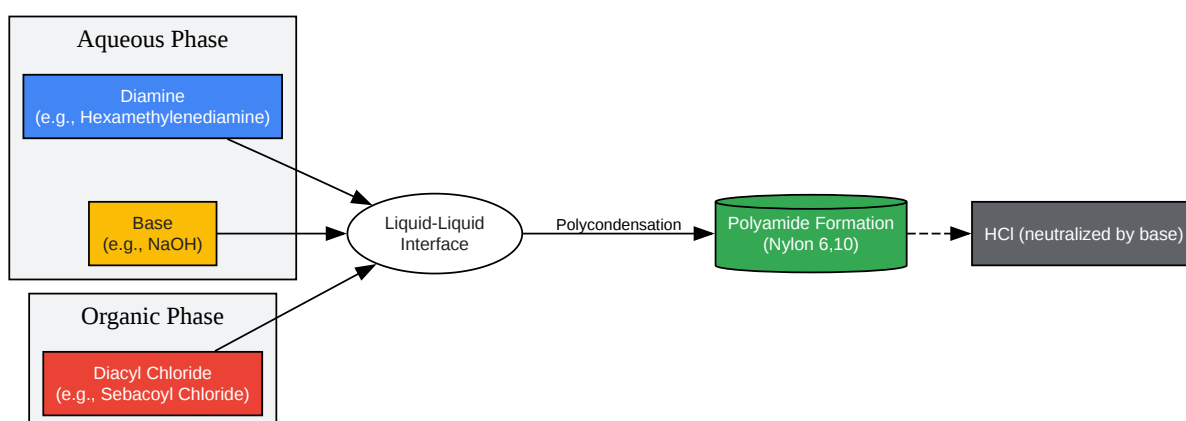 Aqueous Phase
Diamine
(e.g., Hexamethylenediamine)
Base
(e.g., NaOH)
Organic Phase
Diacyl Chloride
(e.g., Sebacoyl Chloride)
Liquid-Liquid
Interface
Polycondensation
Polyamide Formation
(Nylon 6,10)
HCl (neutralized by base)